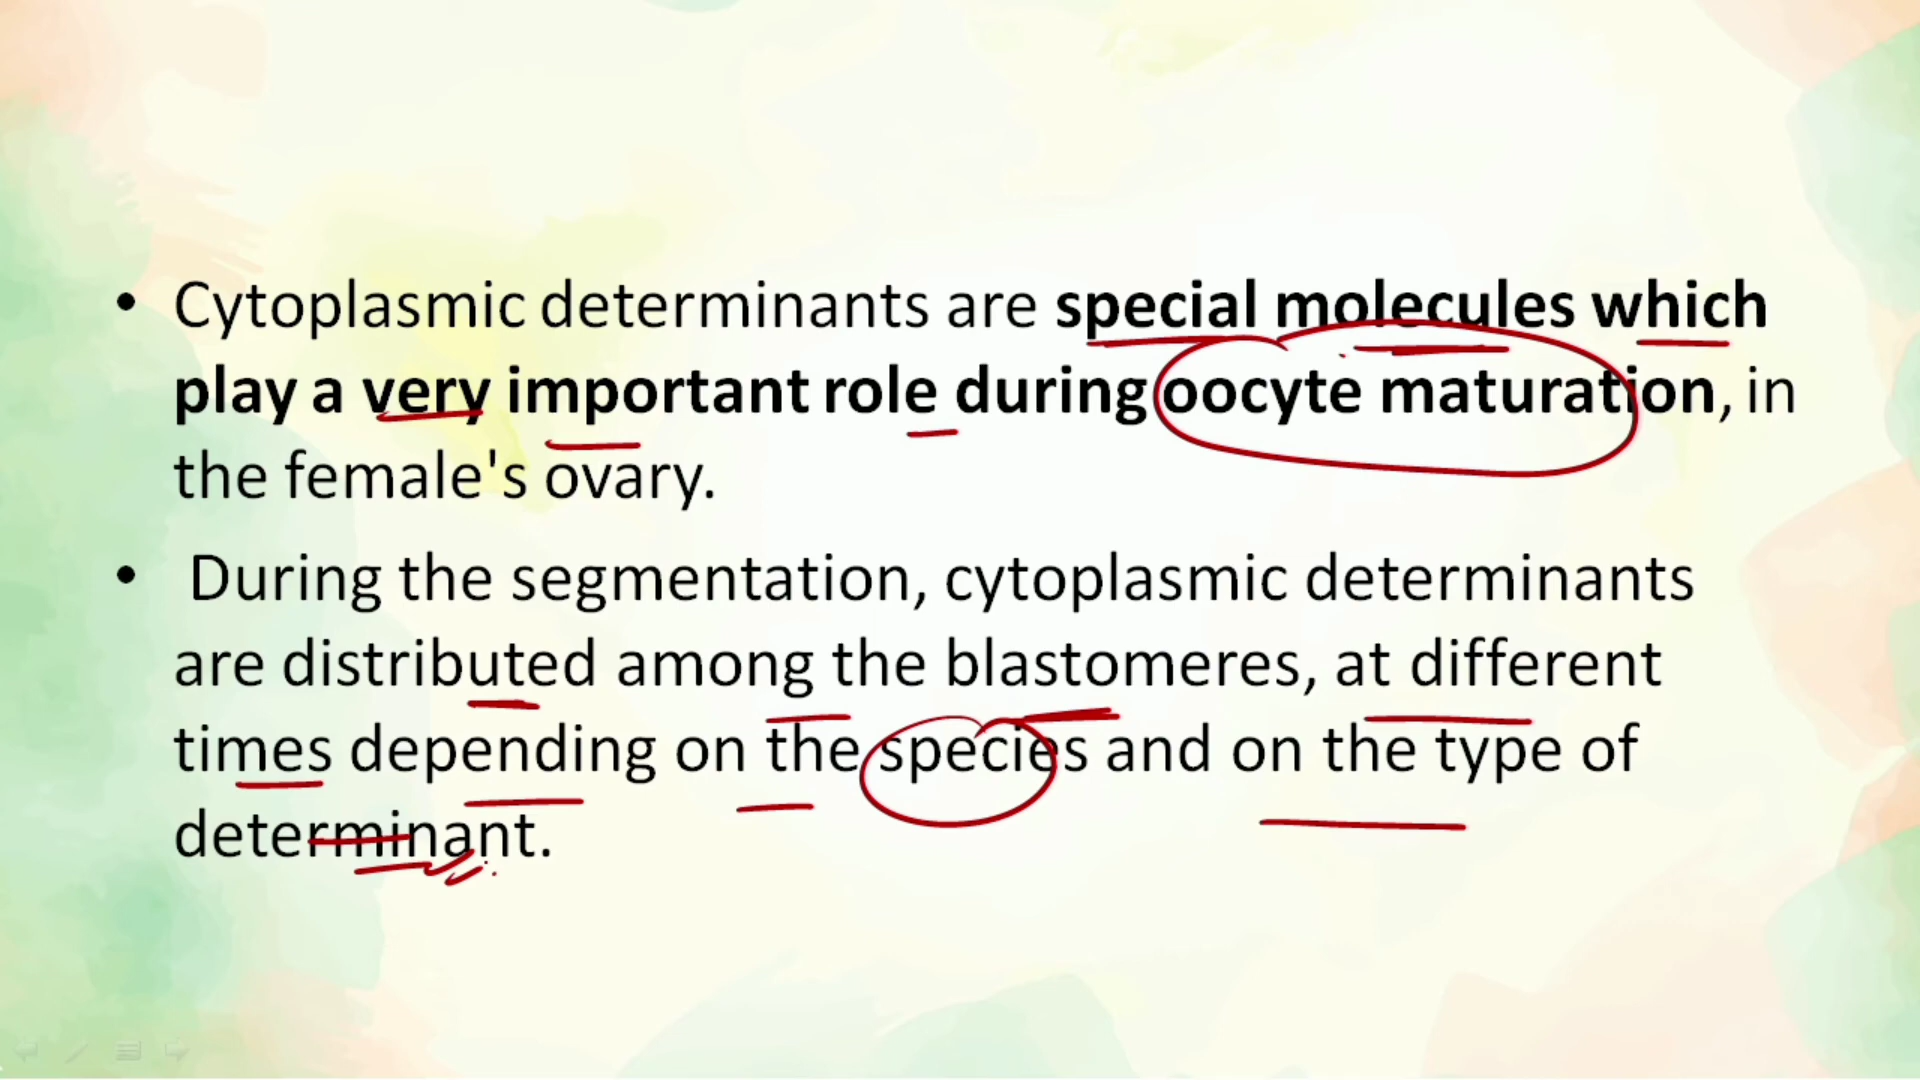 • Cytoplasmic determinants are special molecules which
play a very important role during oocyte maturation, in
the female's ovary.
• During the segmentation, cytoplasmic determinants
are distributed among the blastomeres, at different
times depending on the species and on the type of
determinant.